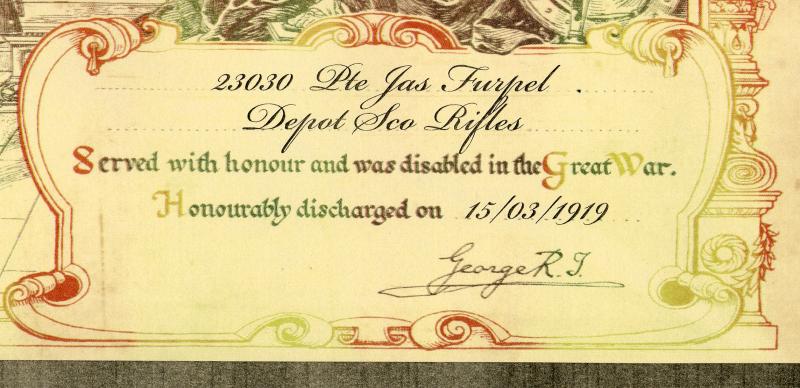 23030 Pte Jas Furpel .
Depot Sco Rifles
Served with honour and was disabled in the Great War.
Honourably discharged on 15/03/1919
George R.I.